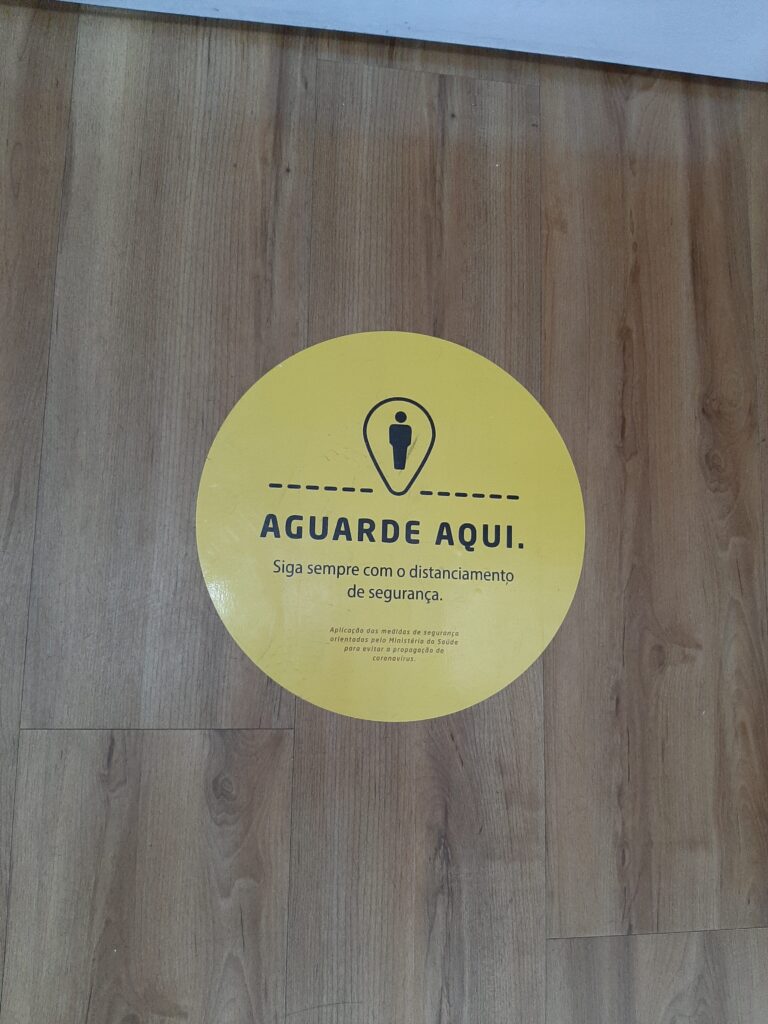 AGUARDE AQUI.
Siga sempre com o distanciamento
de segurança.
Aplicação das medidas de segurança
orientadas pelo Ministério da Saúde
para evitar a propagação do
coronavírus.